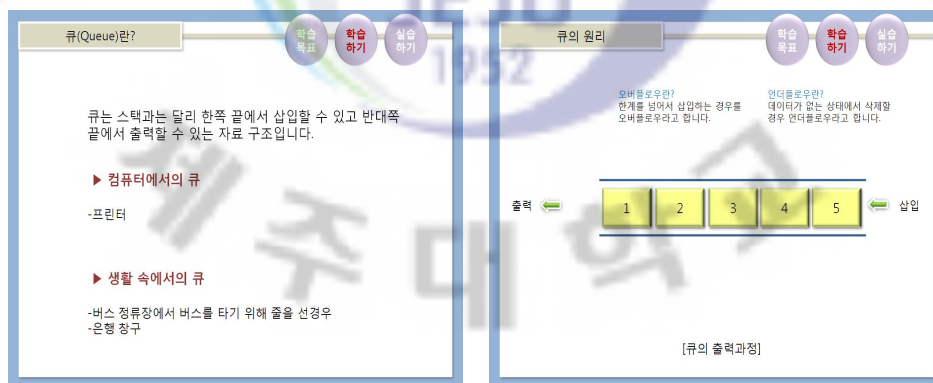 큐(Queue)란?
학습
목표
학습
하기
실습
하기
큐는 스택과는 달리 한쪽 끝에서 삽입할 수 있고 반대쪽
끝에서 출력할 수 있는 자료 구조입니다.
▶ 컴퓨터에서의 큐
-프린터
▶ 생활 속에서의 큐
-버스 정류장에서 버스를 타기 위해 줄을 선경우
-은행 창구
큐의 원리
학습
목표
학습
하기
실습
하기
오버플로우란?
한계를 넘어서 삽입하는 경우를
오버플로우라고 합니다.
언더플로우란?
데이터가 없는 상태에서 삭제할
경우 언더플로우라고 합니다.
출력 1 2 3 4 5 삽입
[큐의 출력과정]
JEJU
1952
제주대학교